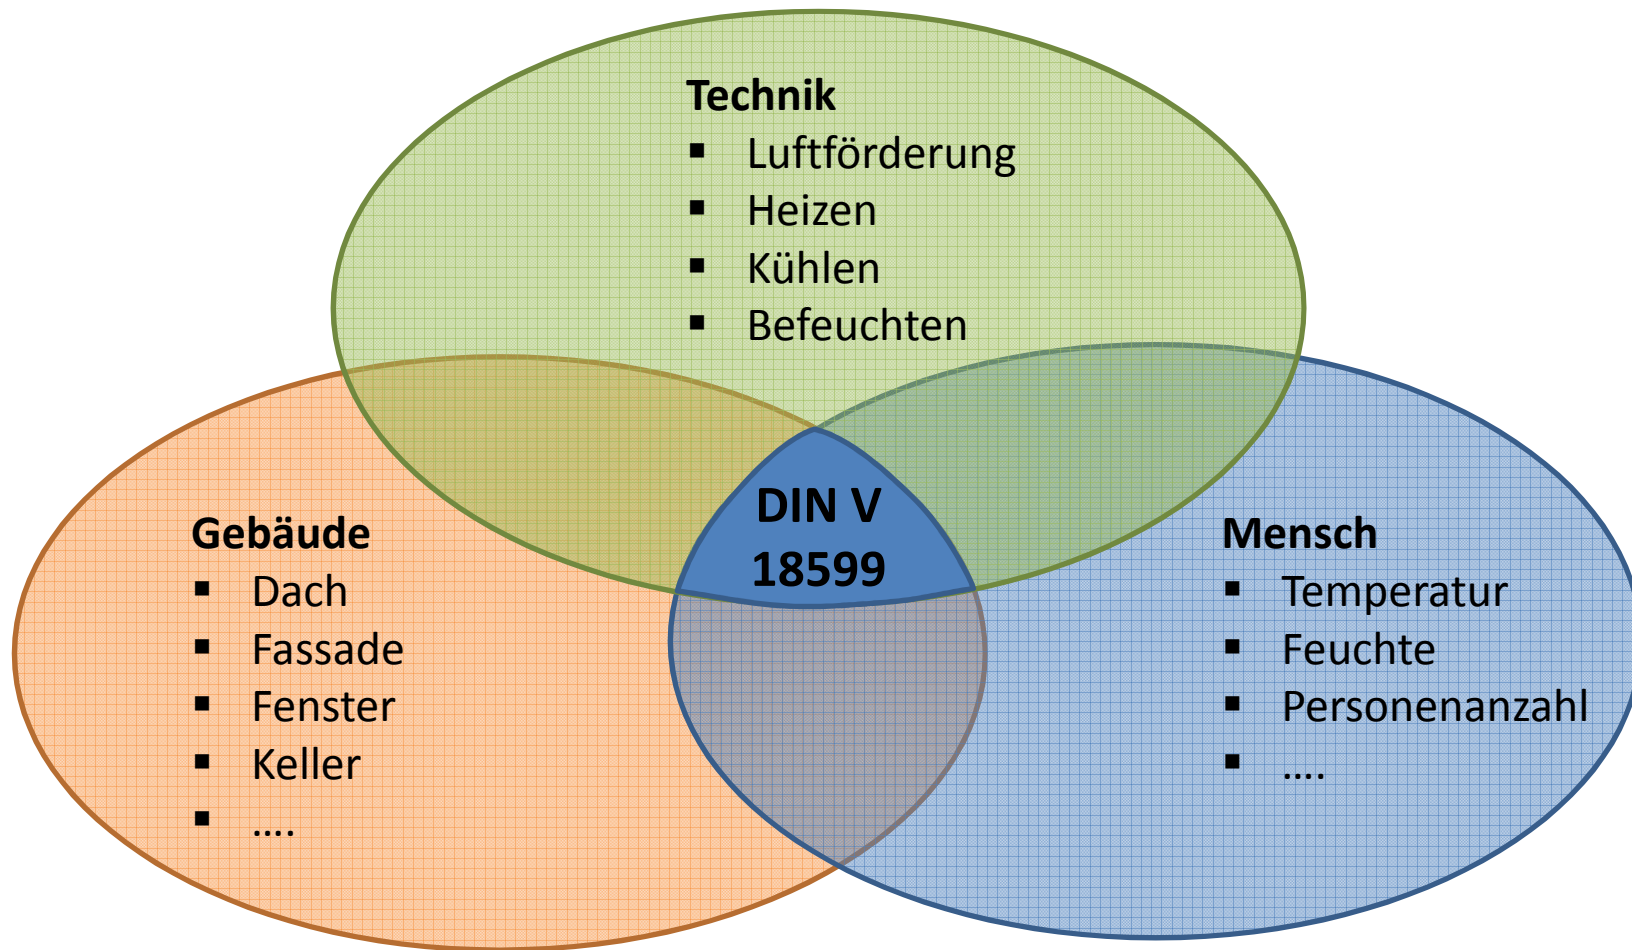 Technik
▪ Luftförderung
▪ Heizen
▪ Kühlen
▪ Befeuchten
DIN V
18599
Gebäude
▪ Dach
▪ Fassade
▪ Fenster
▪ Keller
▪ ....
Mensch
▪ Temperatur
▪ Feuchte
▪ Personenanzahl
▪ ....